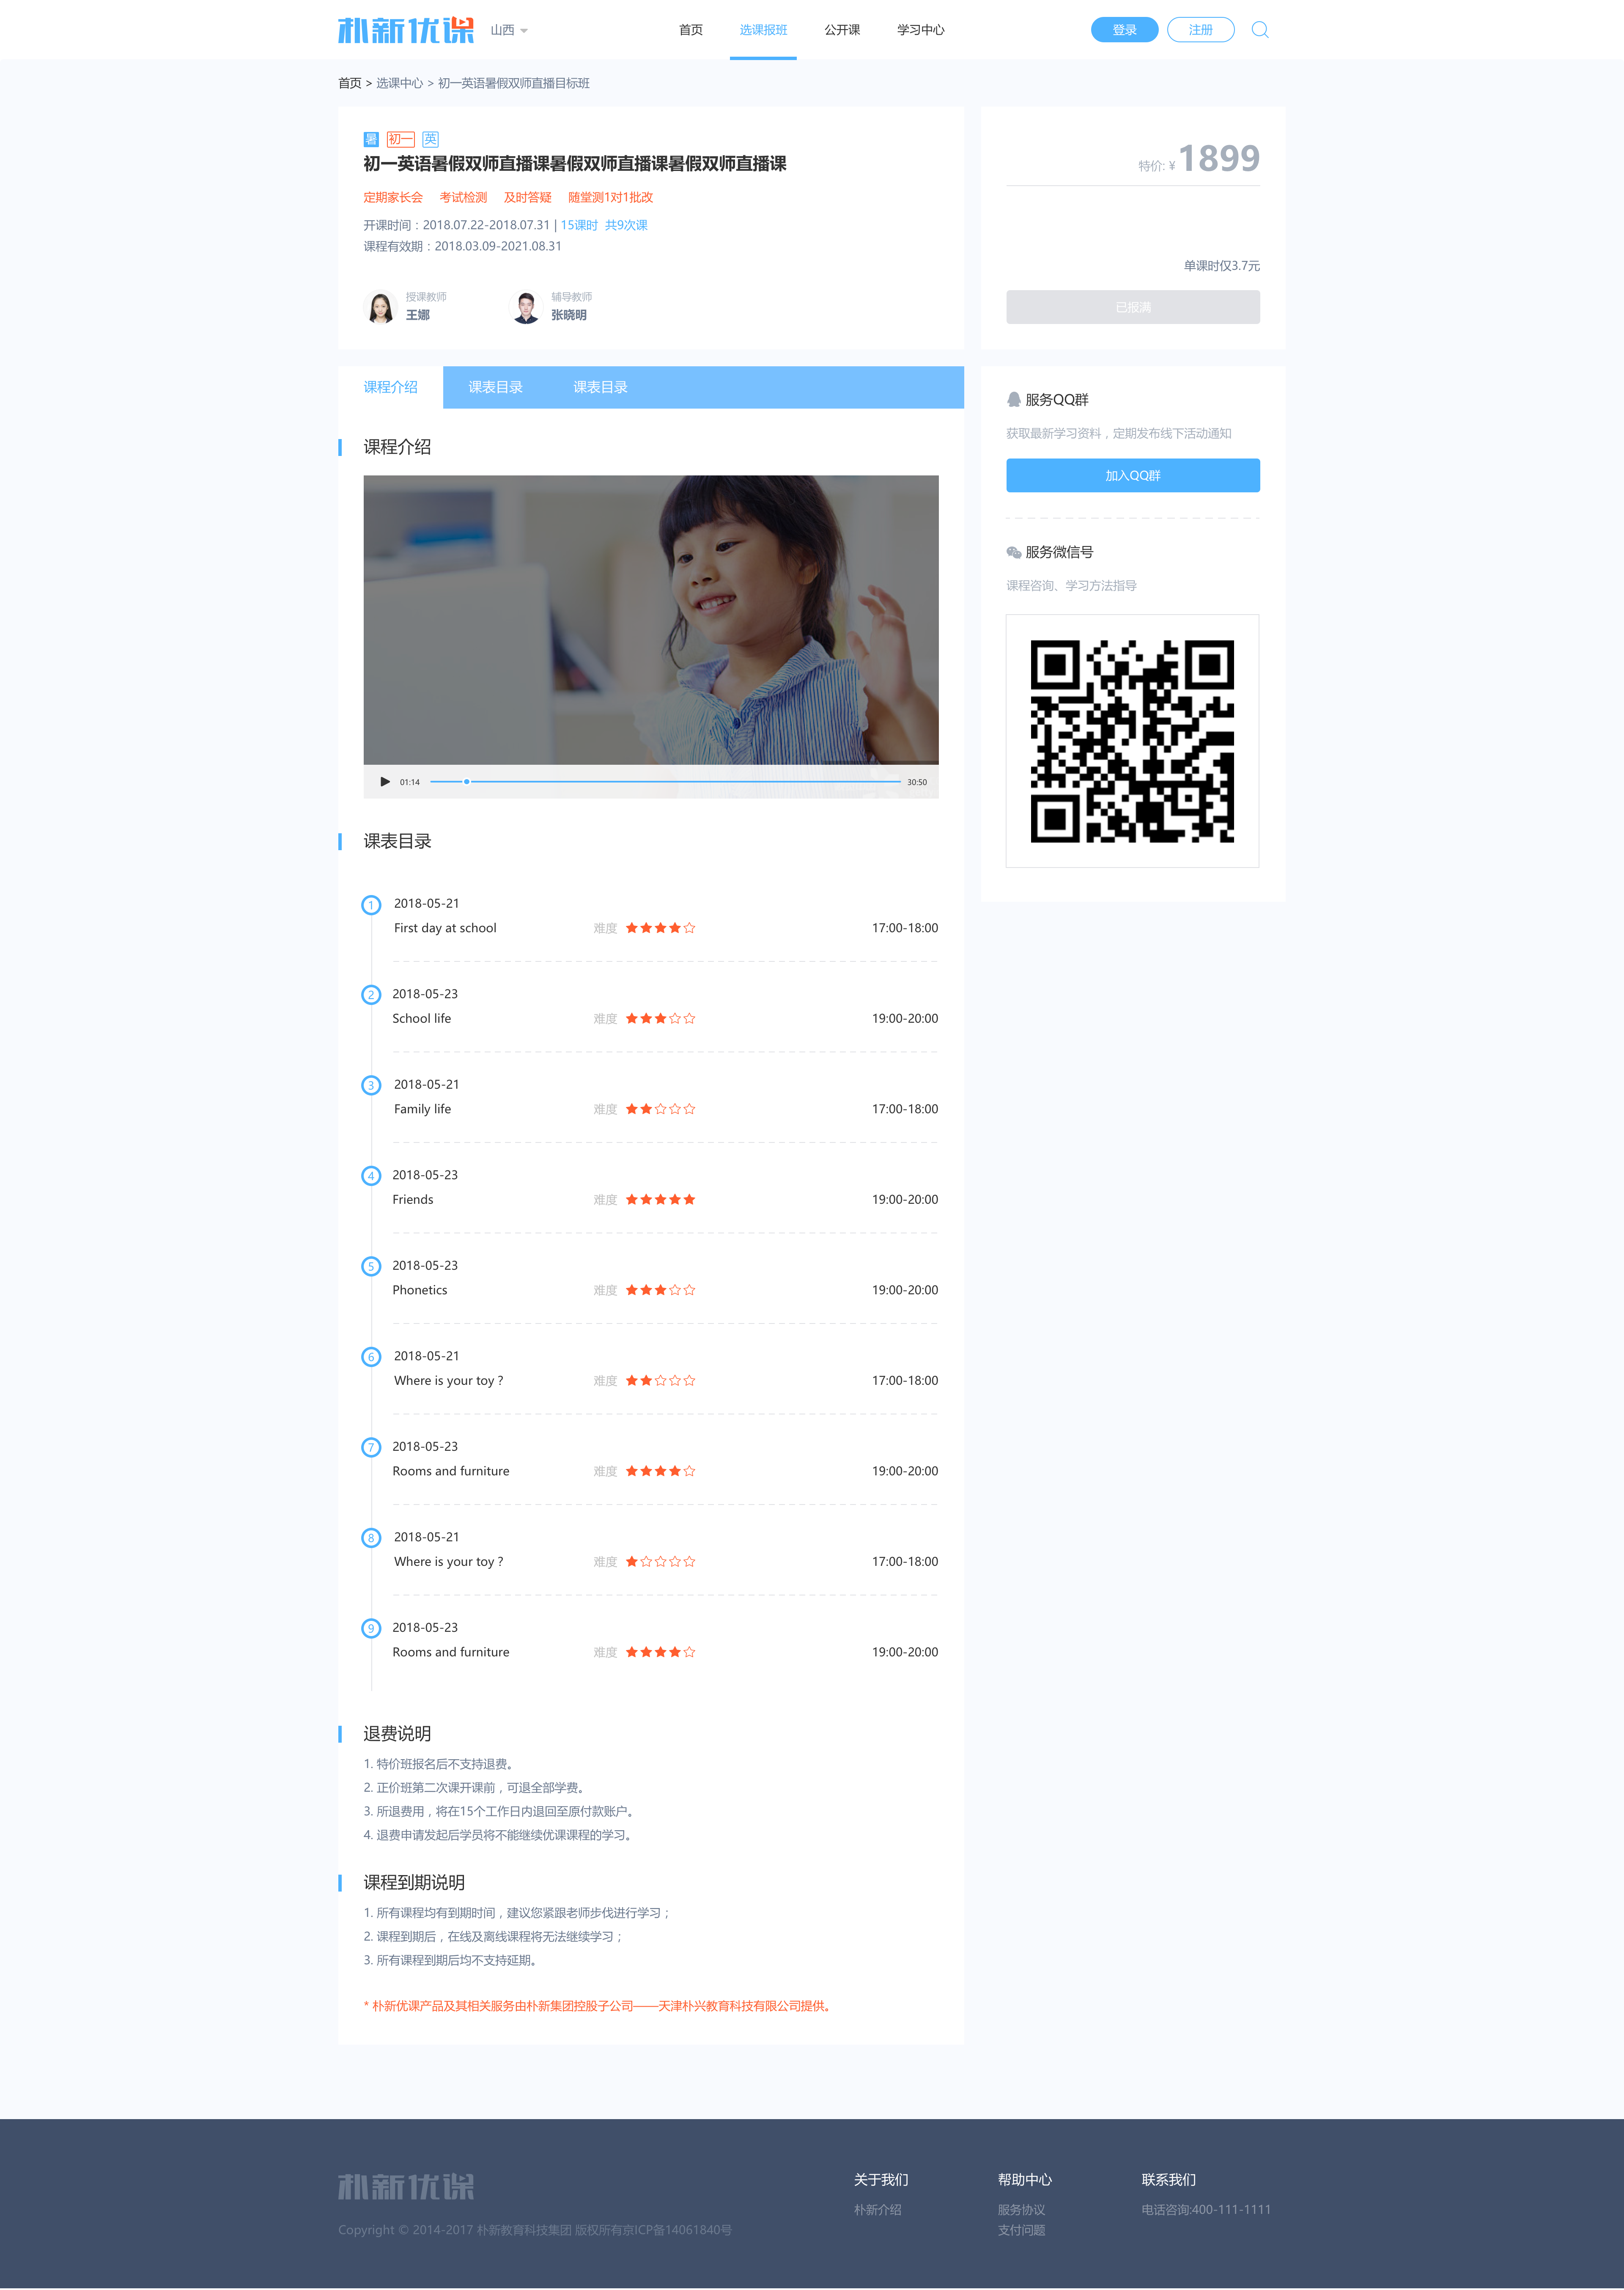 朴新优课 山西 首页 选课报班 公开课 学习中心 登录 注册
首页 > 选课中心 > 初一英语暑假双师直播目标班
暑 初一 英
初一英语暑假双师直播课暑假双师直播课暑假双师直播课
定期家长会 考试检测 及时答疑 随堂测1对1批改
开课时间：2018.07.22-2018.07.31 | 15课时 共9次课
课程有效期：2018.03.09-2021.08.31
授课教师
王娜
辅导教师
张晓明
特价: ¥ 1899
单课时仅3.7元
已报满
课程介绍 课表目录 课表目录
课程介绍
01:14 30:50
课表目录
1 2018-05-21
First day at school 难度 17:00-18:00
2 2018-05-23
School life 难度 19:00-20:00
3 2018-05-21
Family life 难度 17:00-18:00
4 2018-05-23
Friends 难度 19:00-20:00
5 2018-05-23
Phonetics 难度 19:00-20:00
6 2018-05-21
Where is your toy？ 难度 17:00-18:00
7 2018-05-23
Rooms and furniture 难度 19:00-20:00
8 2018-05-21
Where is your toy？ 难度 17:00-18:00
9 2018-05-23
Rooms and furniture 难度 19:00-20:00
退费说明
1. 特价班报名后不支持退费。
2. 正价班第二次课开课前，可退全部学费。
3. 所退费用，将在15个工作日内退回至原付款账户。
4. 退费申请发起后学员将不能继续优课课程的学习。
课程到期说明
1. 所有课程均有到期时间，建议您紧跟老师步伐进行学习；
2. 课程到期后，在线及离线课程将无法继续学习；
3. 所有课程到期后均不支持延期。
* 朴新优课产品及其相关服务由朴新集团控股子公司——天津朴兴教育科技有限公司提供。
服务QQ群
获取最新学习资料，定期发布线下活动通知
加入QQ群
服务微信号
课程咨询、学习方法指导
朴新优课
Copyright © 2014-2017 朴新教育科技集团 版权所有京ICP备14061840号
关于我们
朴新介绍
帮助中心
服务协议
支付问题
联系我们
电话咨询:400-111-1111